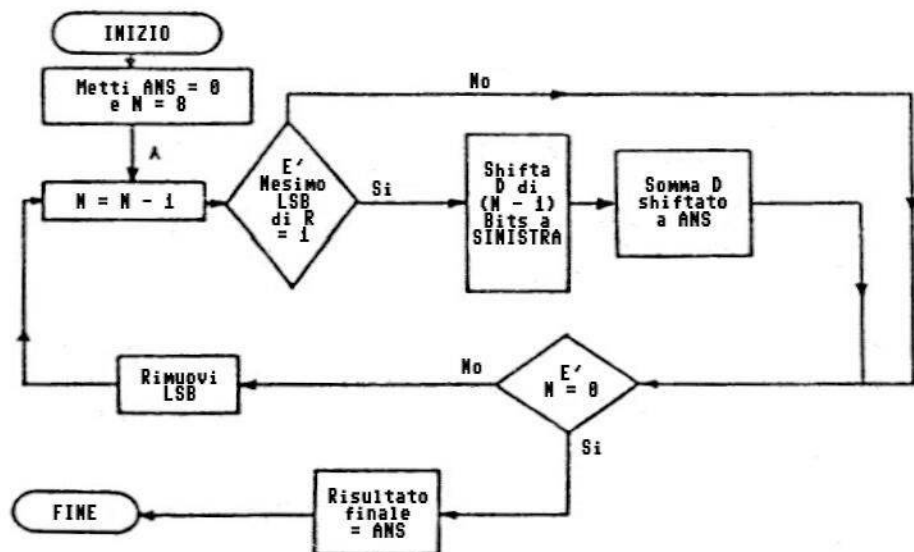 INIZIO
Metti ANS = 0
e N = 8
A
N = N - 1
E'
Nesimo
LSB
di R
= 1
No
Si
Shifta
D di
(N - 1)
Bits a
SINISTRA
Somma D
shiftato
a ANS
E'
N = 0
No
Rimuovi
LSB
Si
Risultato
finale
= ANS
FINE